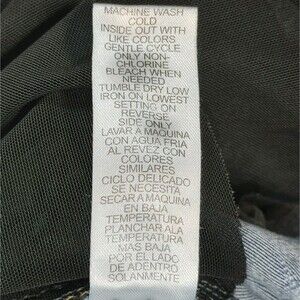 MACHINE WASH
COLD
INSIDE OUT WITH
LIKE COLORS
GENTLE CYCLE
ONLY NON-
CHLORINE
BLEACH WHEN
NEEDED
TUMBLE DRY LOW
IRON ON LOWEST
SETTING ON
REVERSE
SIDE ONLY
LAVAR A MAQUINA
CON AGUA FRIA
AL REVEZ CON
COLORES
SIMILARES
CICLO DELICADO
SE NECESITA
SECAR A MAQUINA
EN BAJA
TEMPERATURA
PLANCHAR ALA
TEMPERATURA
MAS BAJA
POR EL LADO
DE ADENTRO
SOLAMENTE